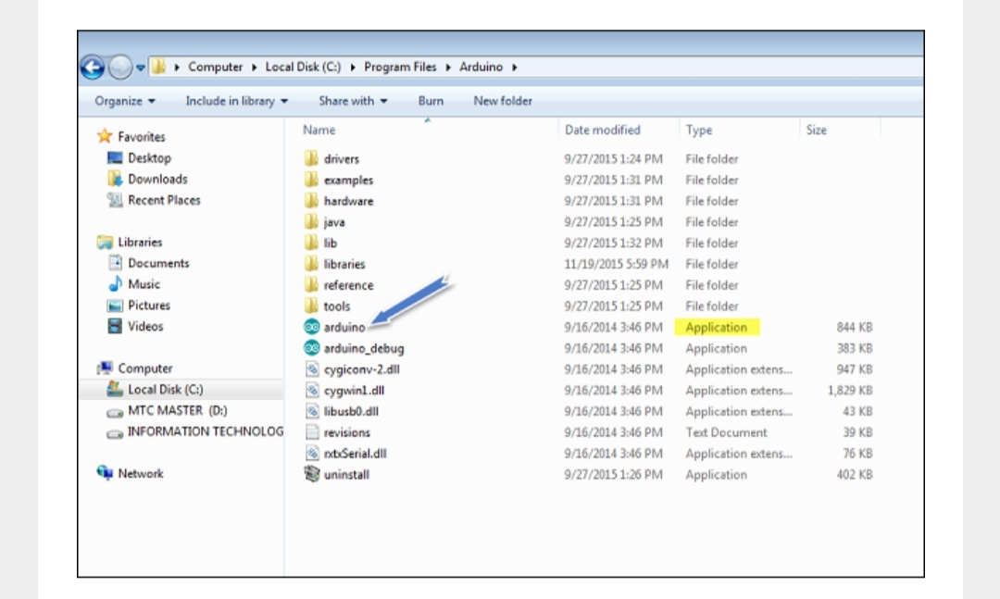 Computer Local Disk (C:) Program Files Arduino
Organize Include in library Share with Burn New folder
Favorites
Desktop
Downloads
Recent Places
Libraries
Documents
Music
Pictures
Videos
Computer
Local Disk (C:)
MTC MASTER (D:)
INFORMATION TECHNOLOG
Network
Name Date modified Type Size
drivers 9/27/2015 1:24 PM File folder
examples 9/27/2015 1:31 PM File folder
hardware 9/27/2015 1:31 PM File folder
java 9/27/2015 1:25 PM File folder
lib 9/27/2015 1:32 PM File folder
libraries 11/19/2015 5:59 PM File folder
reference 9/27/2015 1:25 PM File folder
tools 9/27/2015 1:25 PM File folder
arduino 9/16/2014 3:46 PM Application 844 KB
arduino_debug 9/16/2014 3:46 PM Application 383 KB
cygiconv-2.dll 9/16/2014 3:46 PM Application extens... 947 KB
cygwin1.dll 9/16/2014 3:46 PM Application extens... 1,829 KB
libusb0.dll 9/16/2014 3:46 PM Application extens... 43 KB
revisions 9/16/2014 3:46 PM Text Document 39 KB
rxtxSerial.dll 9/16/2014 3:46 PM Application extens... 76 KB
uninstall 9/27/2015 1:26 PM Application 402 KB